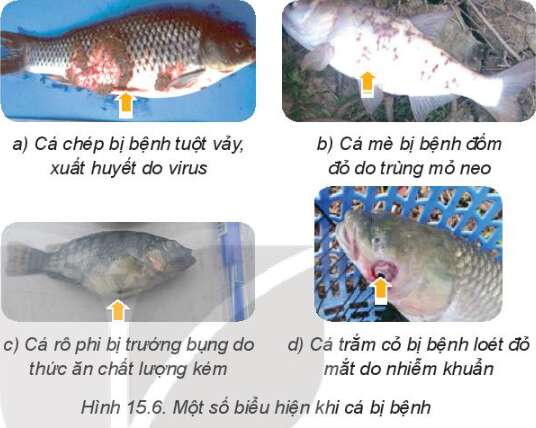 a) Cá chép bị bệnh tuột vảy,
xuất huyết do virus
b) Cá mè bị bệnh đốm
đỏ do trùng mỏ neo
c) Cá rô phi bị trướng bụng do
thức ăn chất lượng kém
d) Cá trắm cỏ bị bệnh loét đỏ
mắt do nhiễm khuẩn
Hình 15.6. Một số biểu hiện khi cá bị bệnh